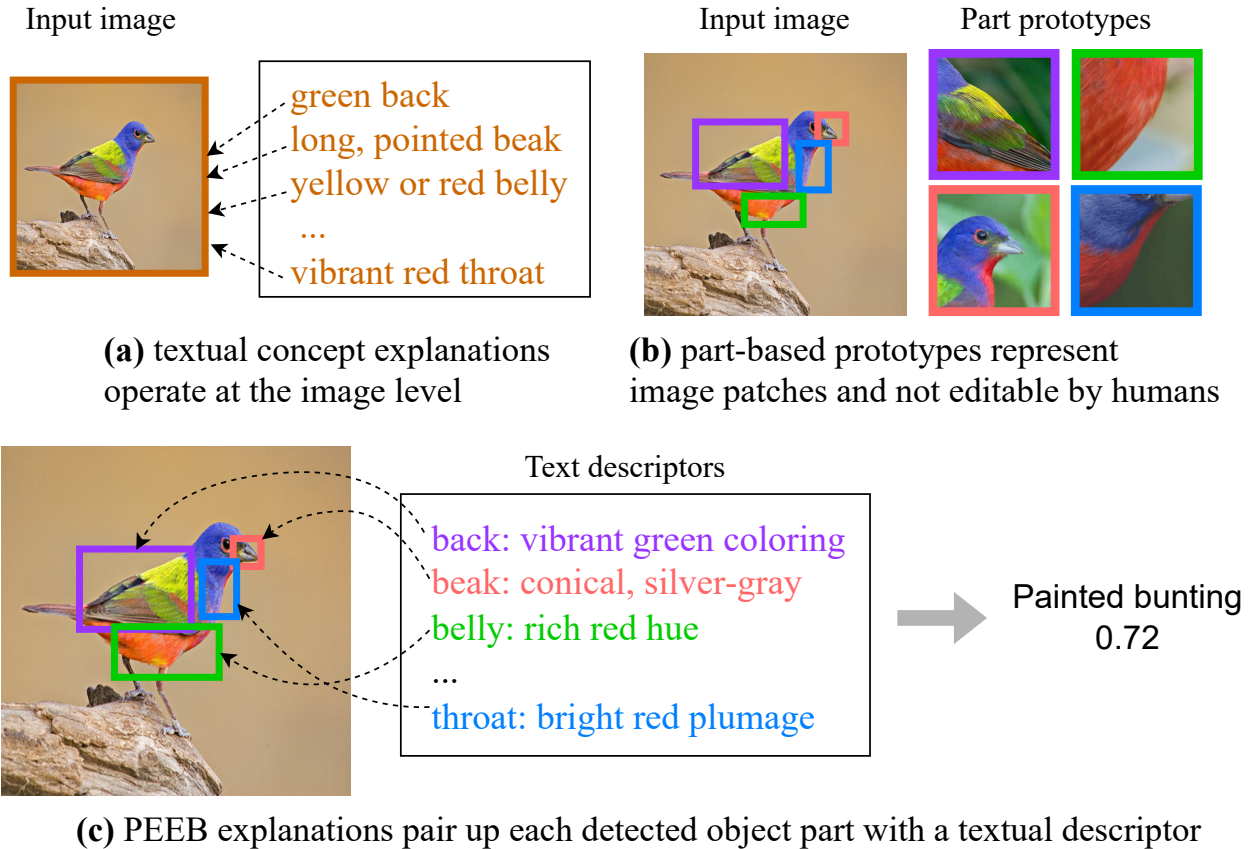 Input image
green back
long, pointed beak
yellow or red belly
...
vibrant red throat
(a) textual concept explanations
operate at the image level
Input image
Part prototypes
(b) part-based prototypes represent
image patches and not editable by humans
Text descriptors
back: vibrant green coloring
beak: conical, silver-gray
belly: rich red hue
...
throat: bright red plumage
Painted bunting
0.72
(c) PEEB explanations pair up each detected object part with a textual descriptor